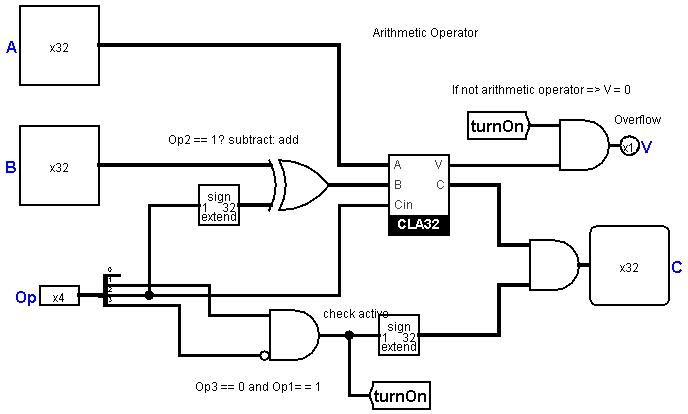 Arithmetic Operator
A
x32
If not arithmetic operator => V = 0
turnOn
Overflow
x1
V
Op2 == 1 ? subtract: add
B
x32
A
V
B
C
Cin
CLA32
sign
1 32
extend
x32
C
Op
x4
0
1
2
3
check active
sign
1 32
extend
Op3 == 0 and Op1= = 1
turnOn